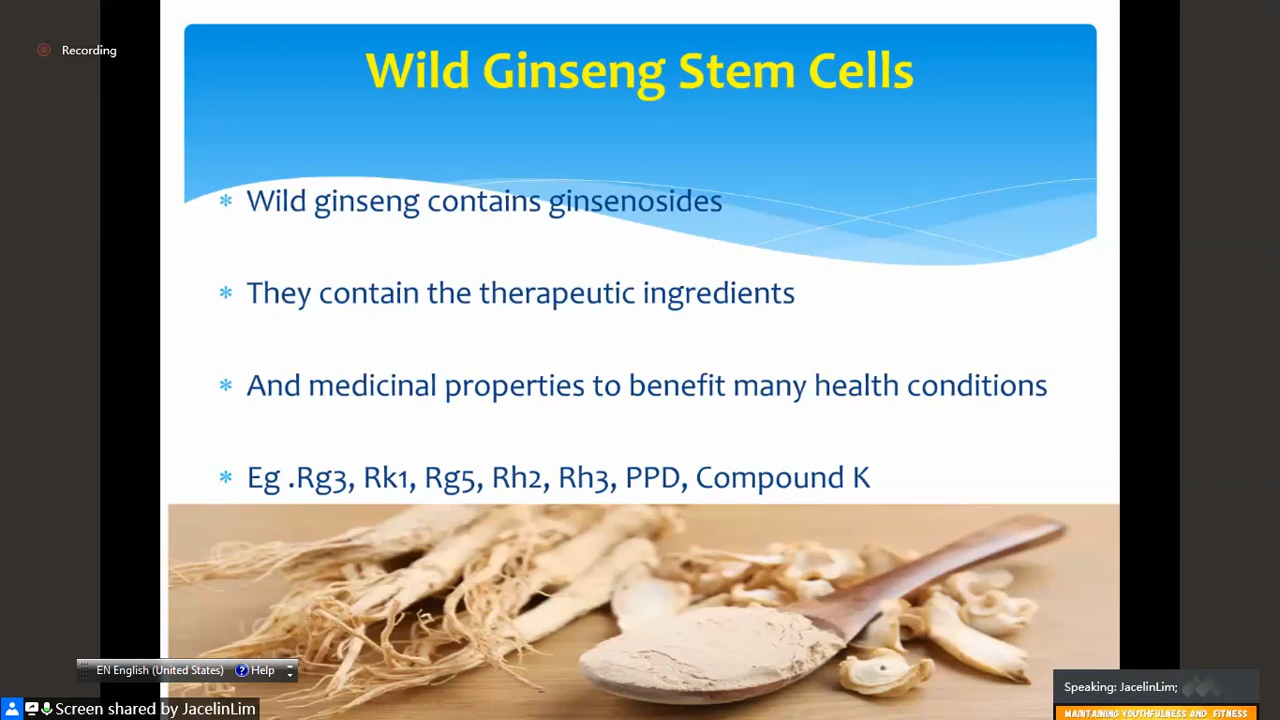 Recording
Wild Ginseng Stem Cells
* Wild ginseng contains ginsenosides
* They contain the therapeutic ingredients
* And medicinal properties to benefit many health conditions
* Eg .Rg3, Rk1, Rg5, Rh2, Rh3, PPD, Compound K
EN English (United States) ? Help
Speaking: JacelinLim;
Screen shared by JacelinLim
MAINTAINING YOUTHFULNESS AND FITNESS